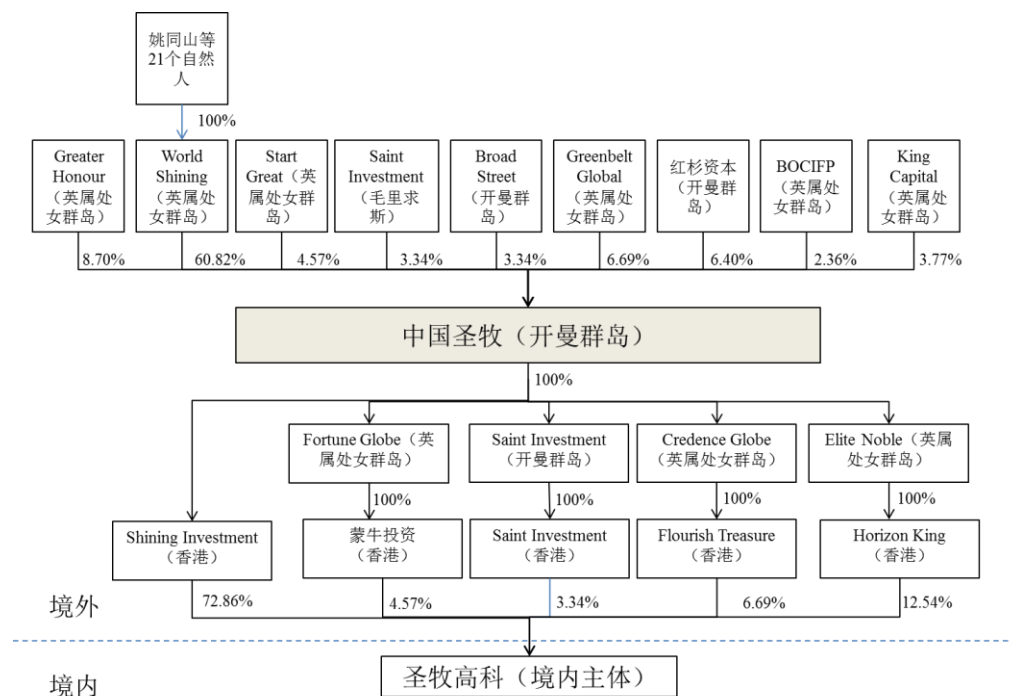 姚同山等
21个自然
人
100%
Greater
Honour
（英属处
女群岛）
World
Shining
（英属处
女群岛）
Start
Great（英
属处女群
岛）
Saint
Investment
（毛里求
斯）
Broad
Street
（开曼群
岛）
Greenbelt
Global
（英属处
女群岛）
红杉资本
（开曼群
岛）
BOCIFP
（英属处
女群岛）
King
Capital
（英属处
女群岛）
8.70%
60.82%
4.57%
3.34%
3.34%
6.69%
6.40%
2.36%
3.77%
中国圣牧（开曼群岛）
100%
Fortune Globe（英
属处女群岛）
Saint Investment
（开曼群岛）
Credence Globe
（英属处女群岛）
Elite Noble（英属
处女群岛）
100%
100%
100%
100%
Shining Investment
（香港）
蒙牛投资
（香港）
Saint Investment
（香港）
Flourish Treasure
（香港）
Horizon King
（香港）
72.86%
4.57%
3.34%
6.69%
12.54%
境外
境内
圣牧高科（境内主体）